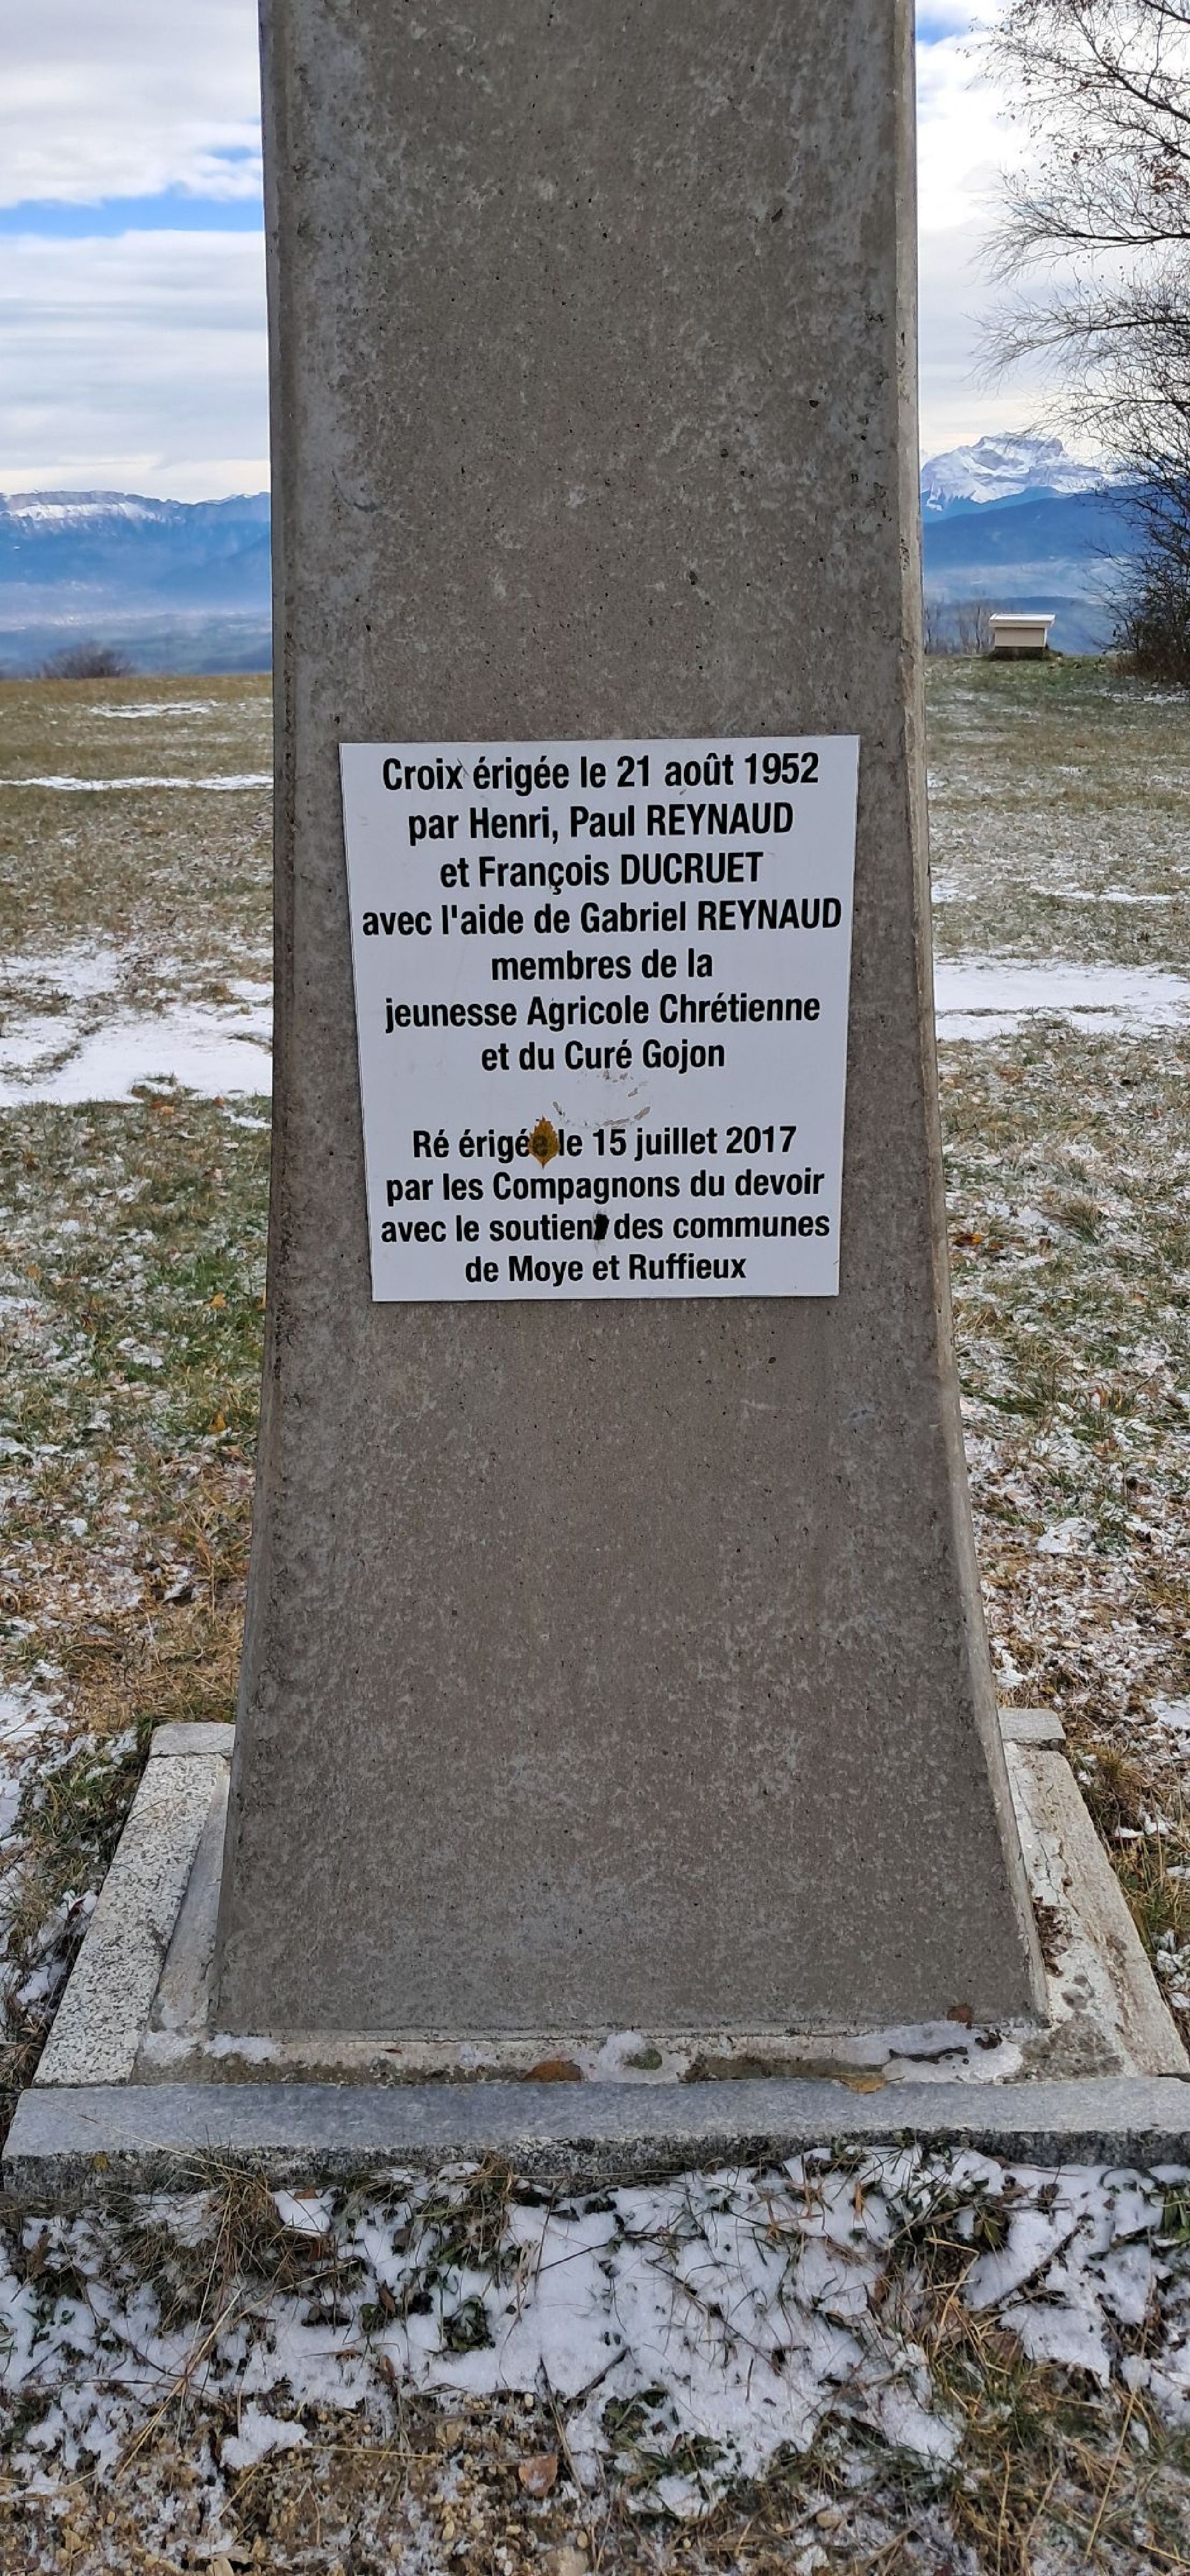 Croix érigée le 21 août 1952
par Henri, Paul REYNAUD
et François DUCRUET
avec l'aide de Gabriel REYNAUD
membres de la
jeunesse Agricole Chrétienne
et du Curé Gojon
Ré érigée le 15 juillet 2017
par les Compagnons du devoir
avec le soutien des communes
de Moye et Ruffieux